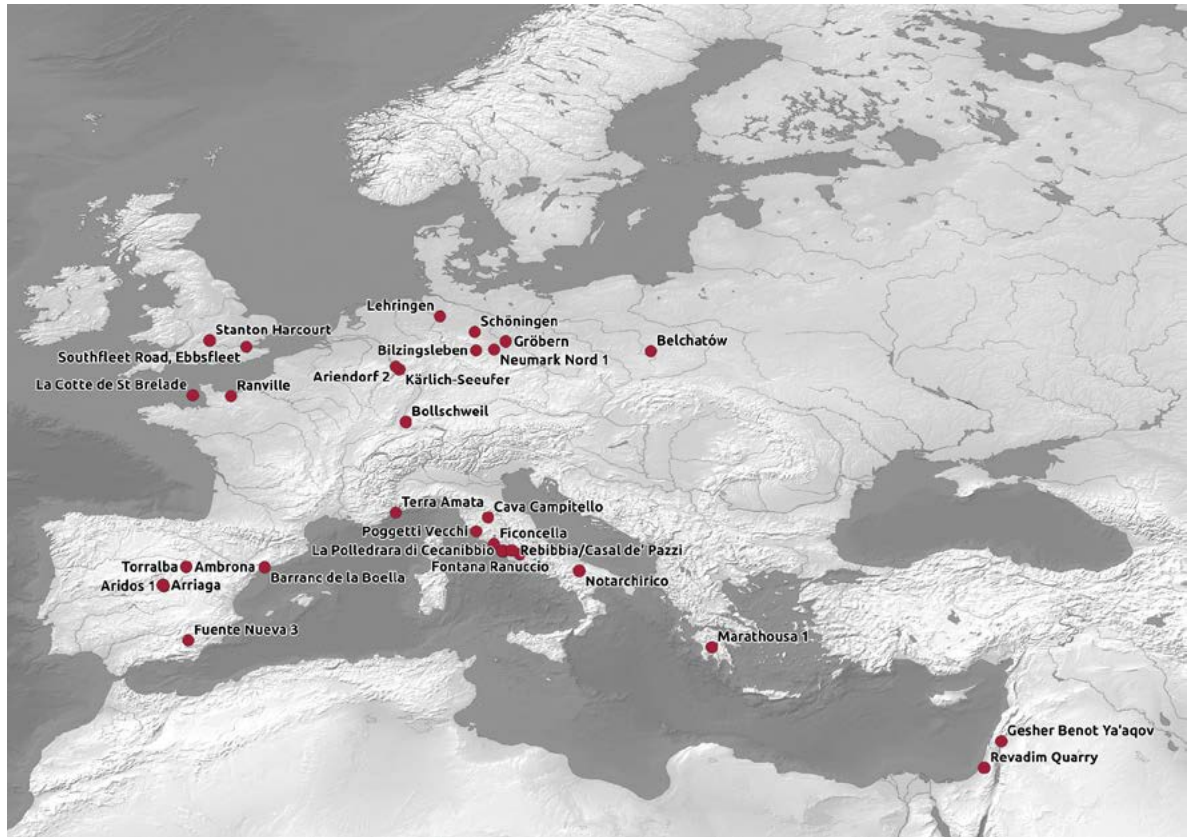 Lehringen
Schöningen
Stanton Harcourt
Gröbern
Belchatów
Southfleet Road, Ebbsfleet
Bilzingsleben
Neumark Nord 1
Ariendorf 2
Kärlich-Seeufer
La Cotte de St Brelade
Ranville
Bollschweil
Terra Amata
Cava Campitello
Poggetti Vecchi
Ficoncella
La Polledrara di Cecanibbio
Rebibbia/Casal de' Pazzi
Fontana Ranuccio
Torralba
Ambrona
Barranc de la Boella
Notarchirico
Aridos 1
Arriaga
Fuente Nueva 3
Marathousa 1
Gesher Benot Ya'aqov
Revadim Quarry